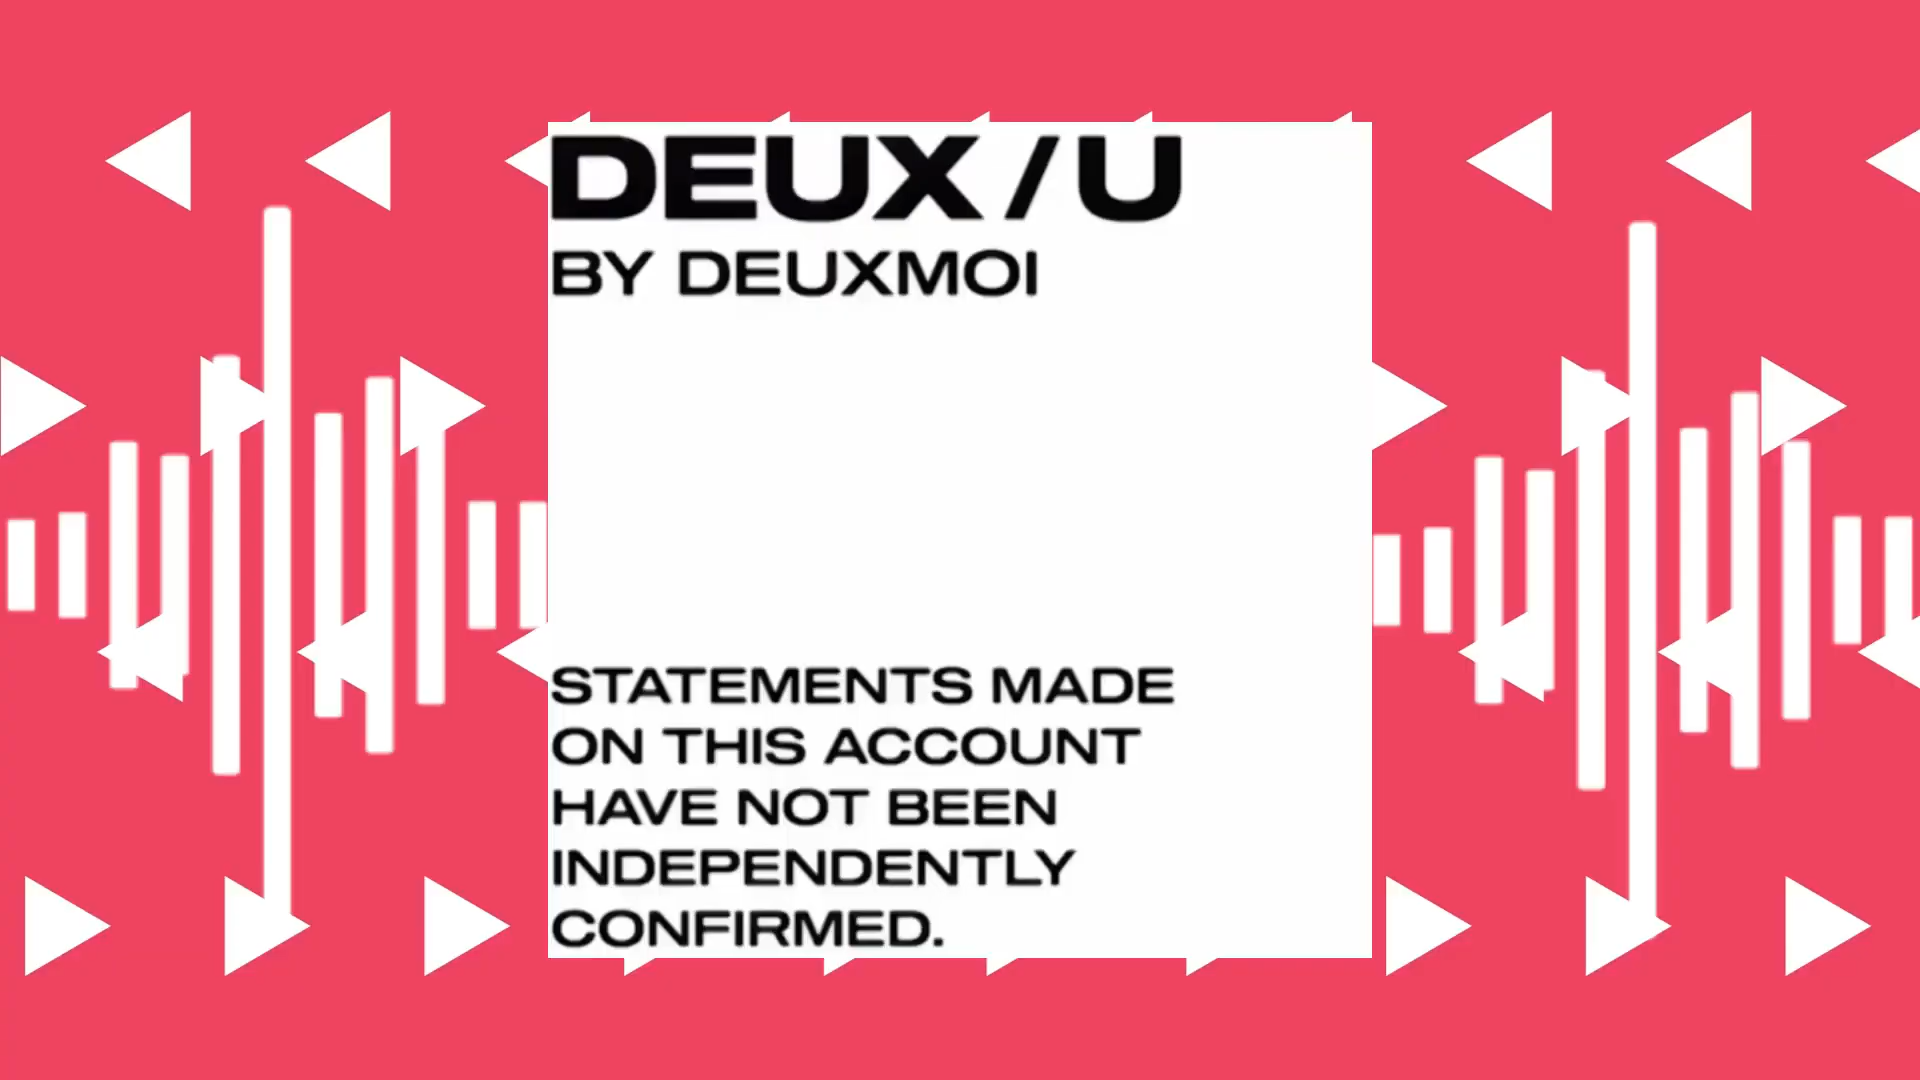 DEUX / U
BY DEUXMOI
STATEMENTS MADE
ON THIS ACCOUNT
HAVE NOT BEEN
INDEPENDENTLY
CONFIRMED.